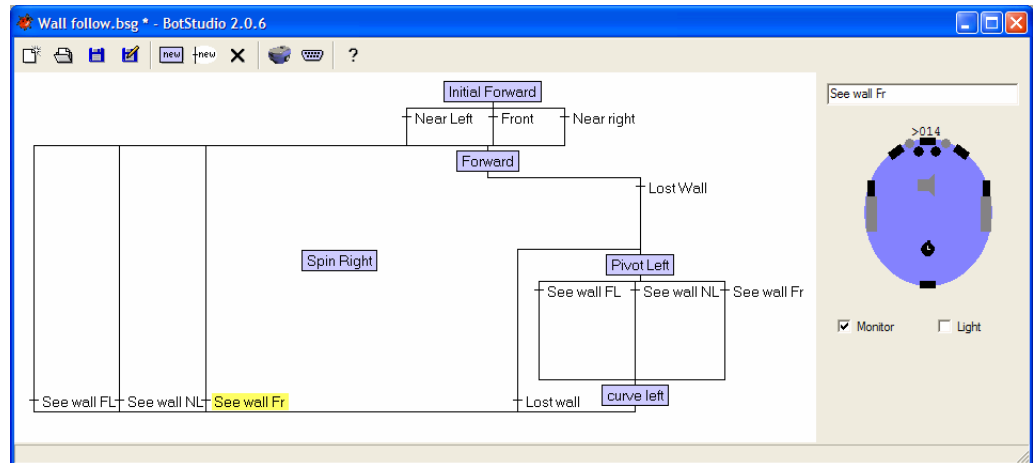 Wall follow.bsg * - BotStudio 2.0.6
new new ?
Initial Forward
Near Left Front Near right
Forward
Lost Wall
Spin Right
Pivot Left
See wall FL See wall NL See wall Fr
curve left
See wall FL See wall NL See wall Fr Lost wall
See wall Fr
>014
Monitor Light